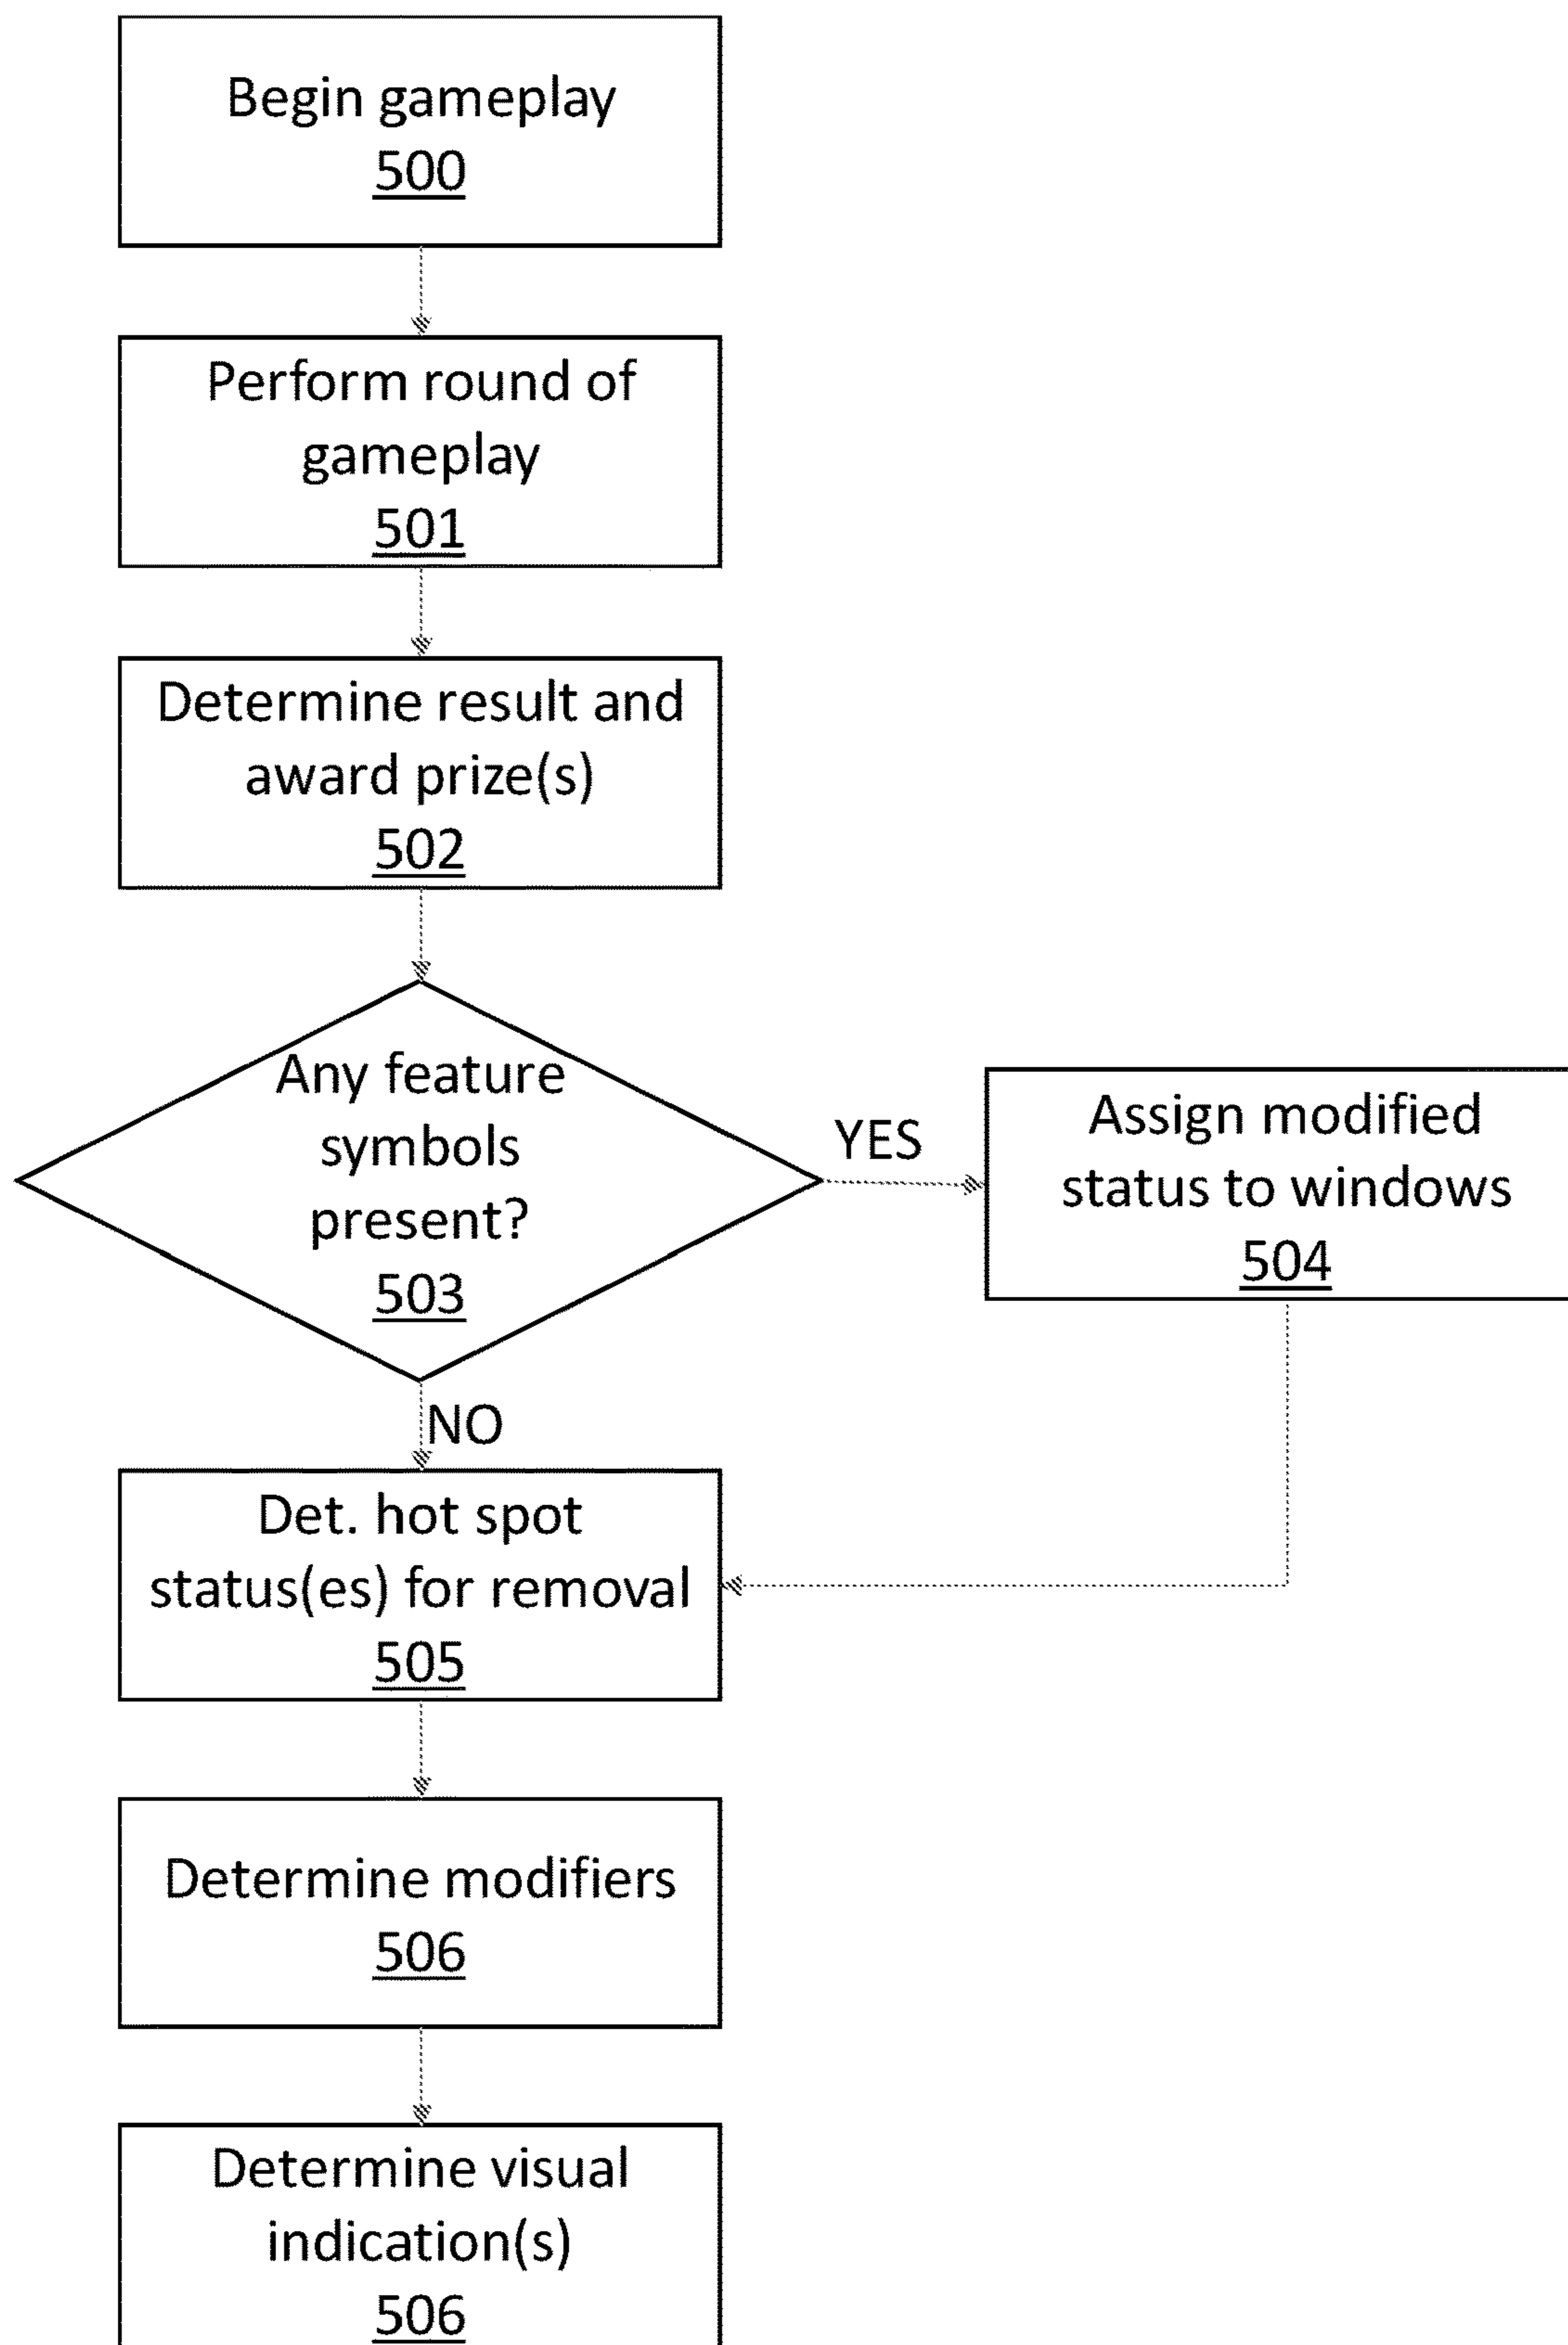 Begin gameplay
500
Perform round of
gameplay
501
Determine result and
award prize(s)
502
Any feature
symbols
present?
503
YES
Assign modified
status to windows
504
NO
Det. hot spot
status(es) for removal
505
Determine modifiers
506
Determine visual
indication(s)
506